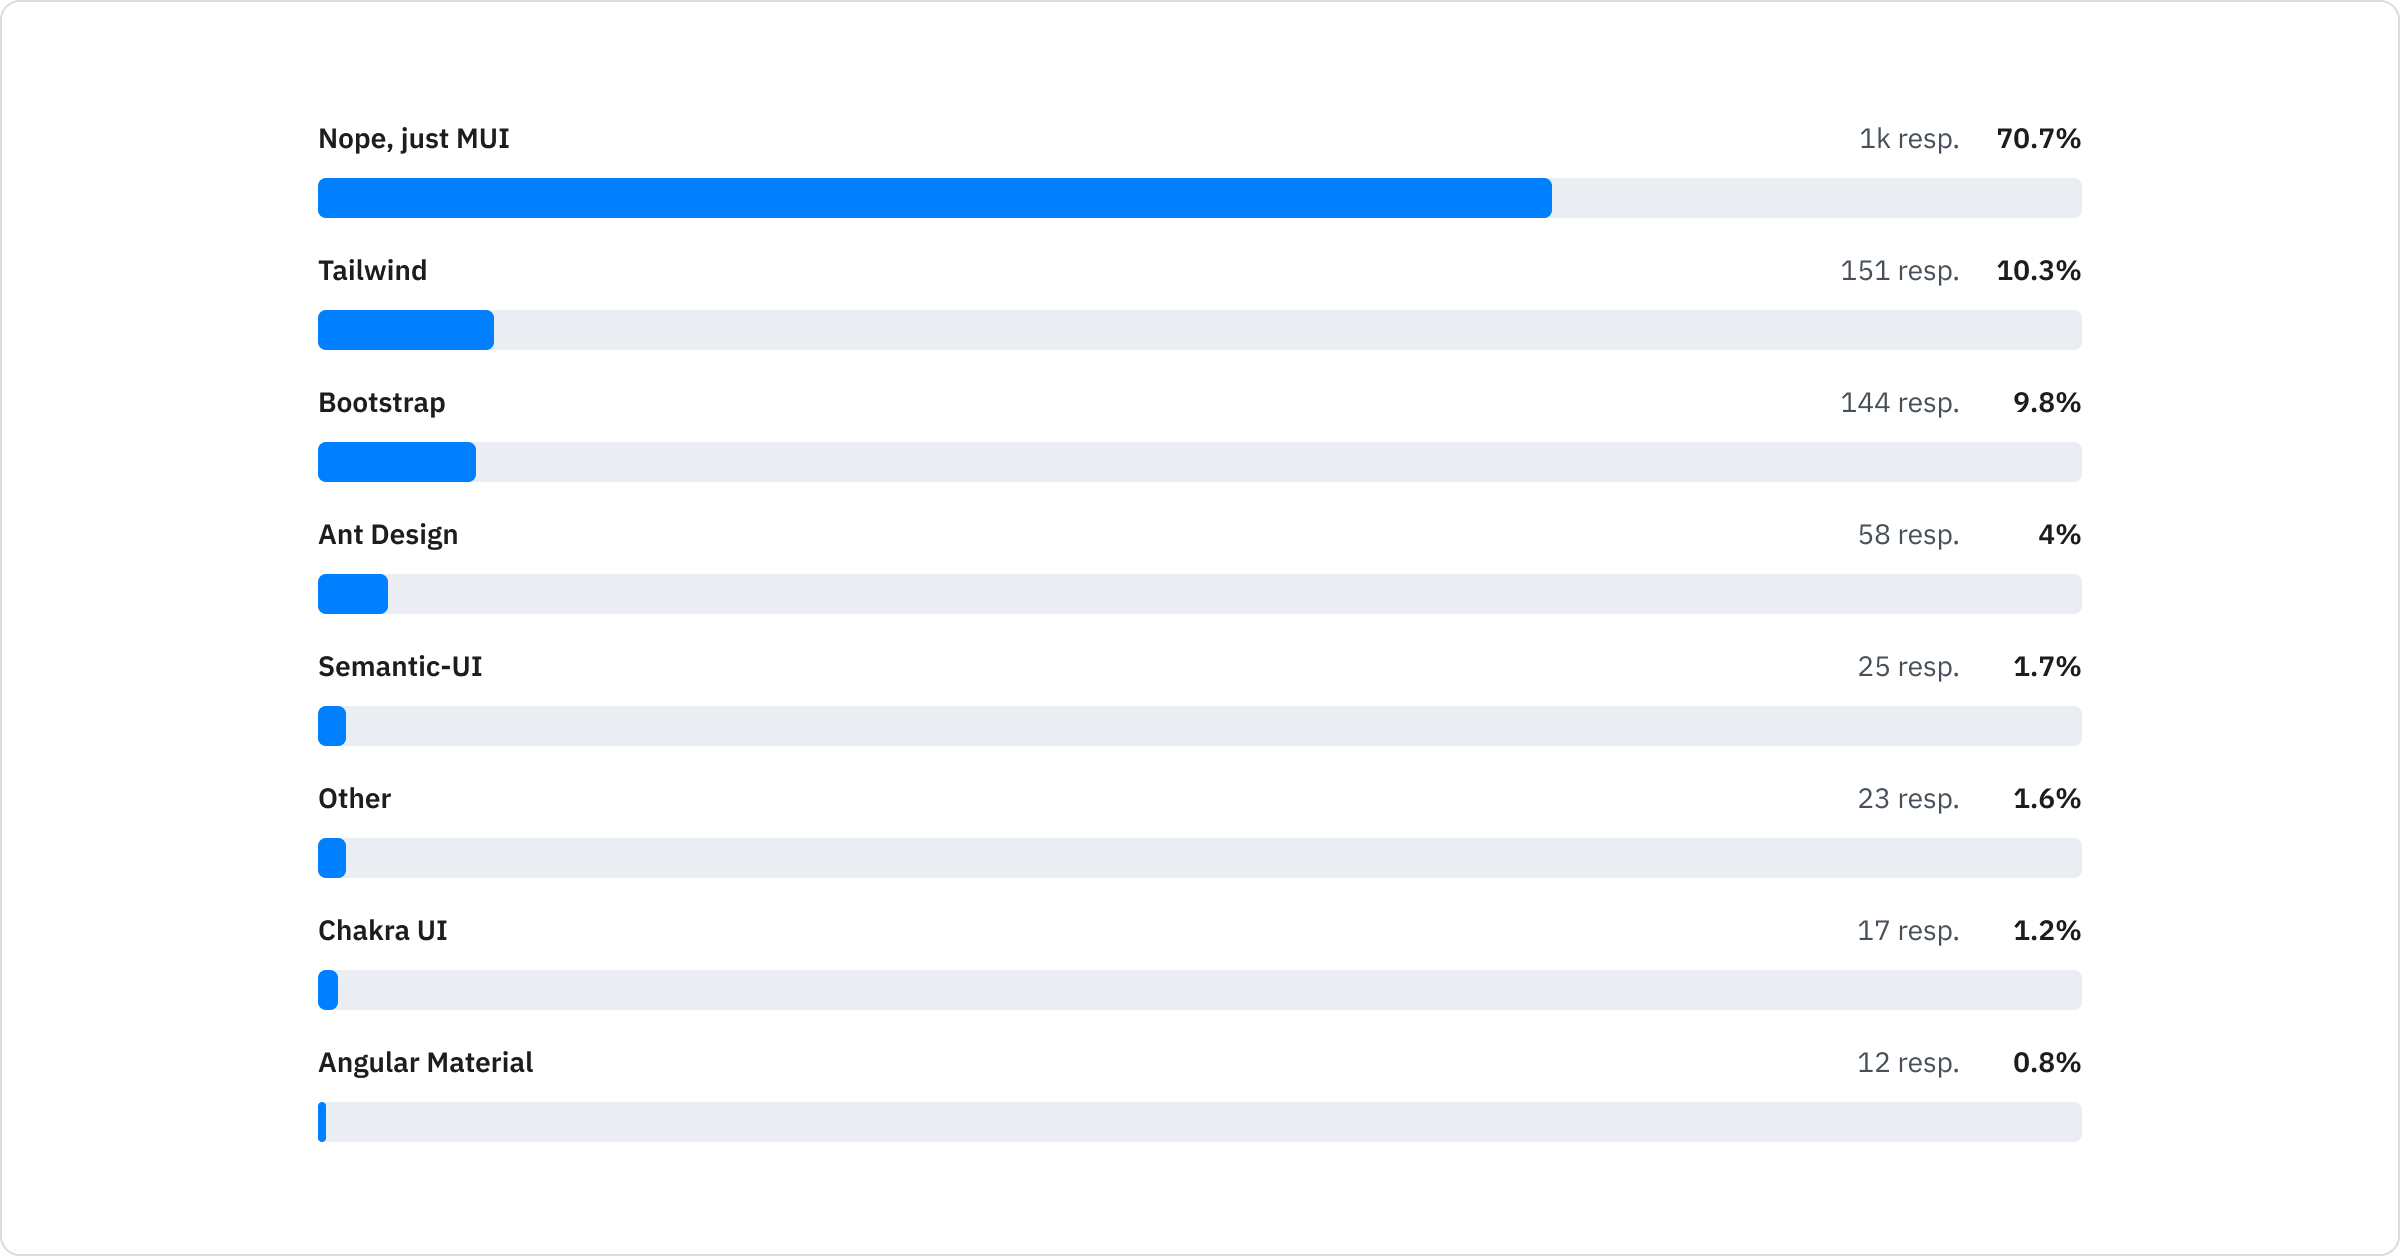 Nope, just MUI 1k resp. 70.7%
Tailwind 151 resp. 10.3%
Bootstrap 144 resp. 9.8%
Ant Design 58 resp. 4%
Semantic-UI 25 resp. 1.7%
Other 23 resp. 1.6%
Chakra UI 17 resp. 1.2%
Angular Material 12 resp. 0.8%